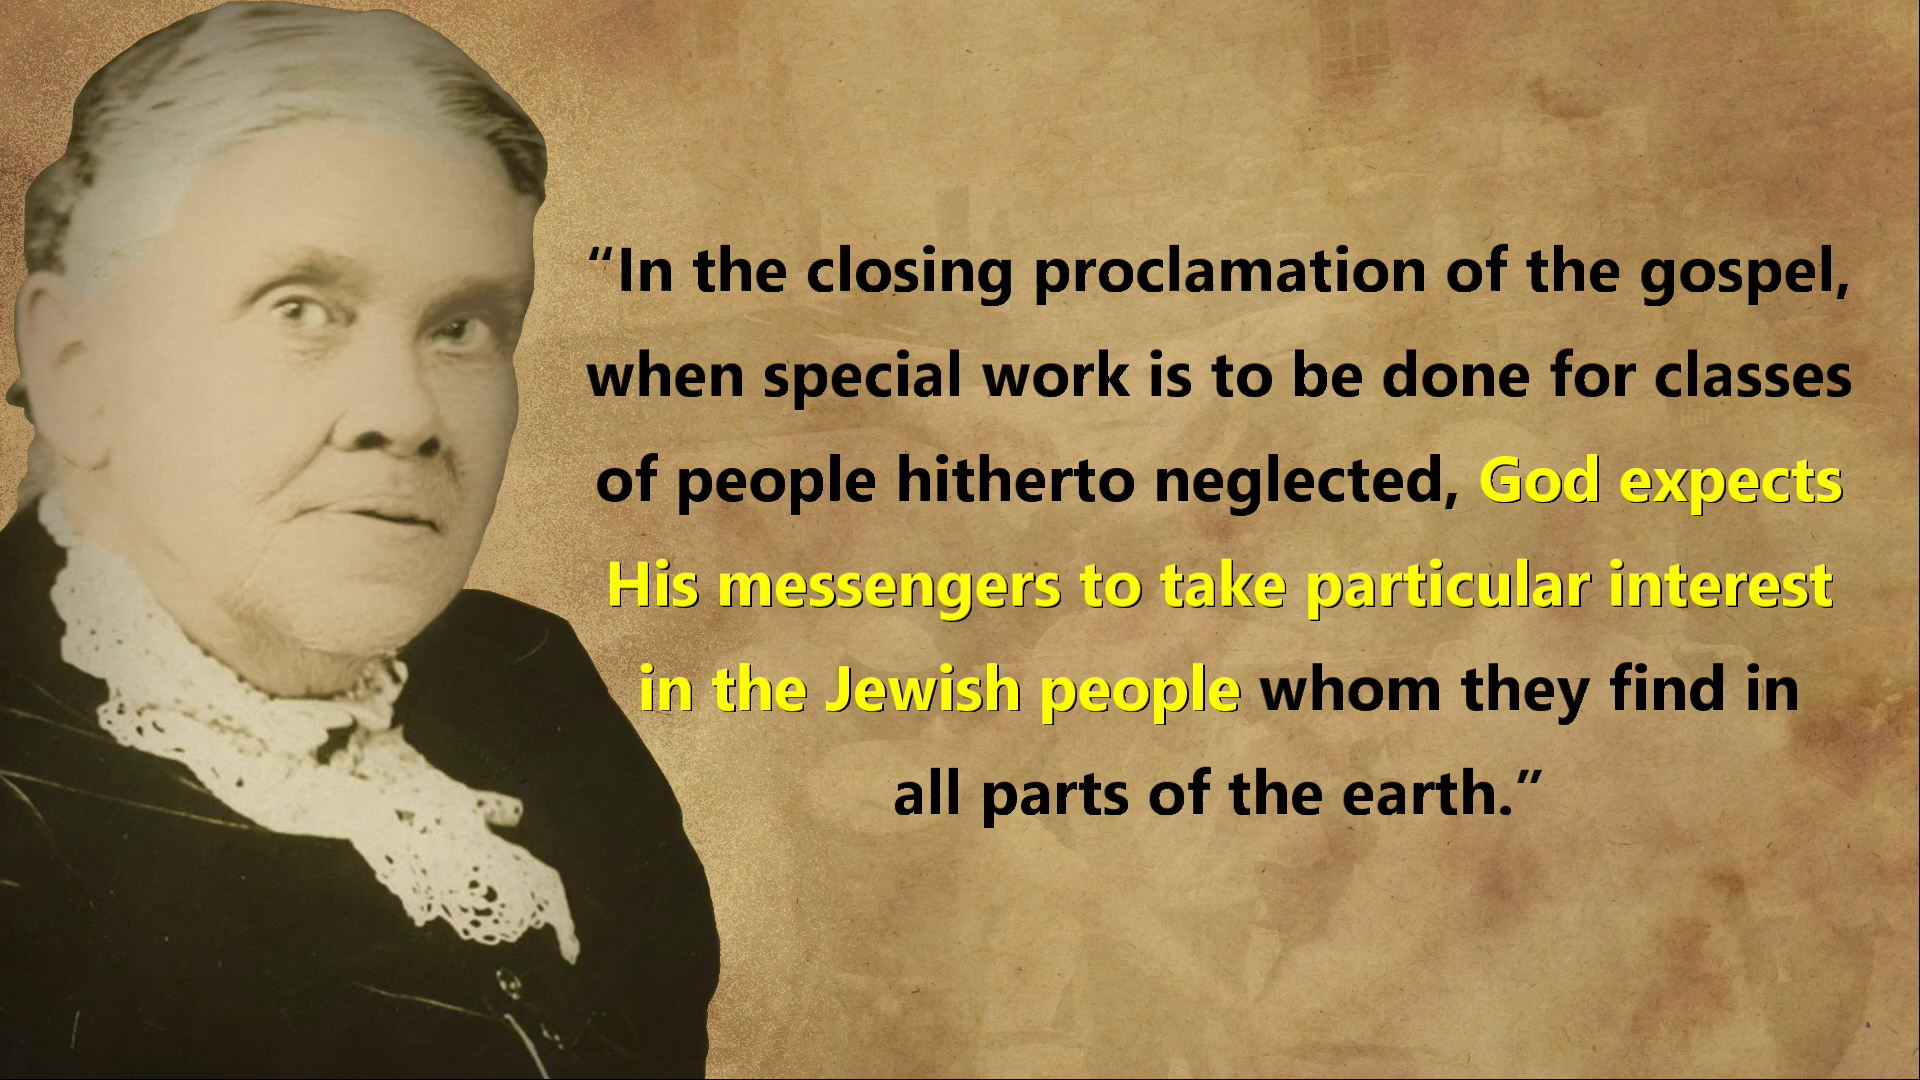 “In the closing proclamation of the gospel,
when special work is to be done for classes
of people hitherto neglected, God expects
His messengers to take particular interest
in the Jewish people whom they find in
all parts of the earth.”